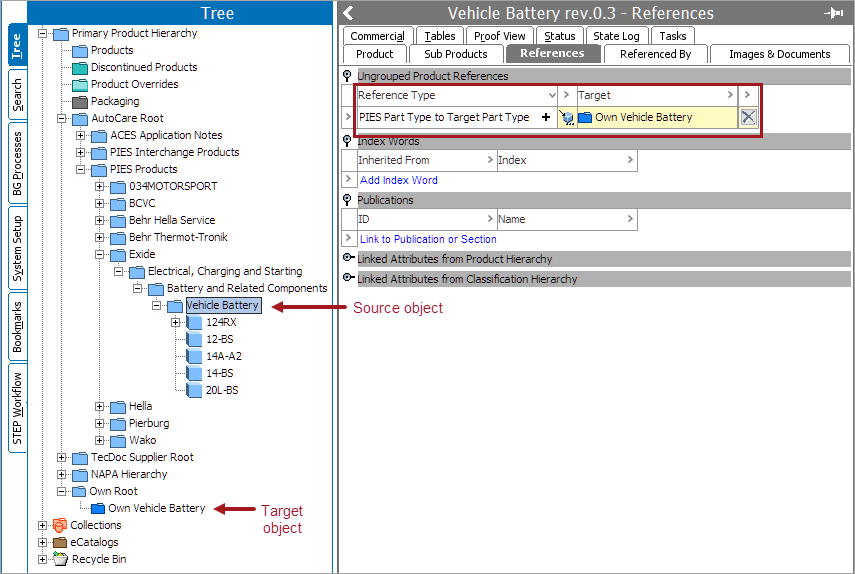 Tree
Search
BG Processes
System Setup
Bookmarks
STEP Workflow
Tree
Primary Product Hierarchy
Products
Discontinued Products
Product Overrides
Packaging
AutoCare Root
ACES Application Notes
PIES Interchange Products
PIES Products
034MOTORSPORT
BCVC
Behr Hella Service
Behr Thermot-Tronik
Exide
Electrical, Charging and Starting
Battery and Related Components
Vehicle Battery
124RX
12-BS
14A-A2
14-BS
20L-BS
Hella
Pierburg
Wako
TecDoc Supplier Root
NAPA Hierarchy
Own Root
Own Vehicle Battery
Collections
eCatalogs
Recycle Bin
Source object
Target
object
Vehicle Battery rev.0.3 - References
Commercial Tables Proof View Status State Log Tasks
Product Sub Products References Referenced By Images & Documents
Ungrouped Product References
Reference Type > Target > >
> PIES Part Type to Target Part Type + Own Vehicle Battery
Index Words
Inherited From > Index >
> Add Index Word
Publications
ID > Name >
> Link to Publication or Section
Linked Attributes from Product Hierarchy
Linked Attributes from Classification Hierarchy